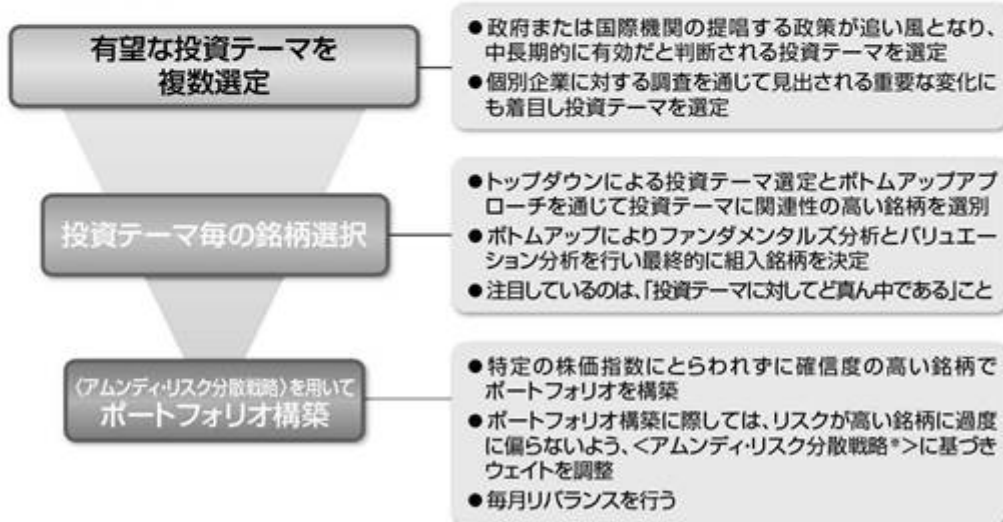 有望な投資テーマを
複数選定
●政府または国際機関の提唱する政策が追い風となり、
中長期的に有効だと判断される投資テーマを選定
●個別企業に対する調査を通じて見出される重要な変化に
も着目し投資テーマを選定
投資テーマ毎の銘柄選択
●トップダウンによる投資テーマ選定とボトムアップアプ
ローチを通じて投資テーマに関連性の高い銘柄を選別
●ボトムアップによりファンダメンタルズ分析とバリュエー
ション分析を行い最終的に組入銘柄を決定
●注目しているのは、「投資テーマに対してど真ん中である」こと
〈アムンディ・リスク分散戦略〉を用いて
ポートフォリオ構築
●特定の株価指数にとらわれずに確信度の高い銘柄で
ポートフォリオを構築
●ポートフォリオ構築に際しては、リスクが高い銘柄に過度
に偏らないよう、<アムンディ・リスク分散戦略*>に基づき
ウェイトを調整
●毎月リバランスを行う